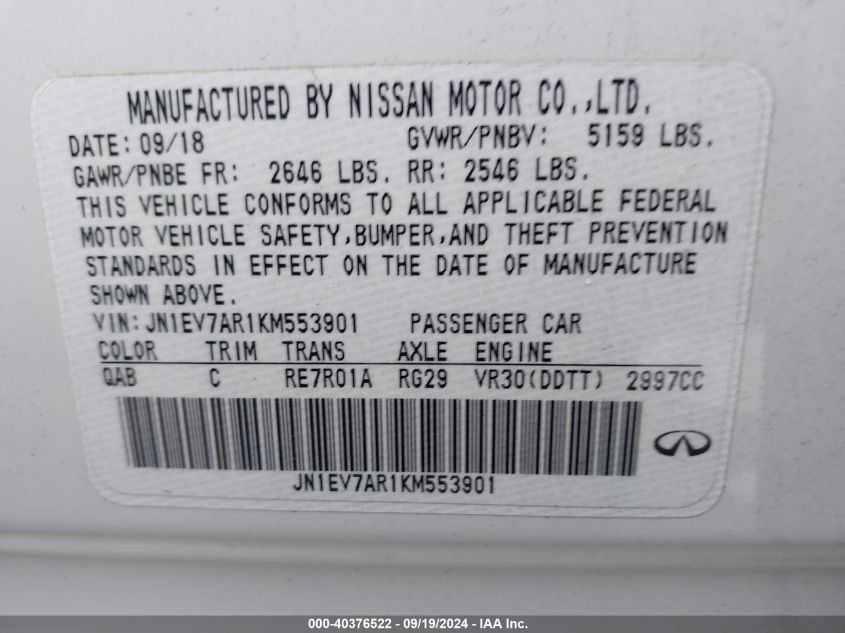 MANUFACTURED BY NISSAN MOTOR CO.,LTD.
DATE: 09/18 GVWR/PNBV: 5159 LBS.
GAWR/PNBE FR: 2646 LBS. RR: 2546 LBS.
THIS VEHICLE CONFORMS TO ALL APPLICABLE FEDERAL
MOTOR VEHICLE SAFETY,BUMPER,AND THEFT PREVENTION
STANDARDS IN EFFECT ON THE DATE OF MANUFACTURE
SHOWN ABOVE.
VIN: JN1EV7AR1KM553901 PASSENGER CAR
COLOR TRIM TRANS AXLE ENGINE
QAB C RE7R01A RG29 VR30(DDTT) 2997CC
JN1EV7AR1KM553901
000-40376522 - 09/19/2024 - IAA Inc.